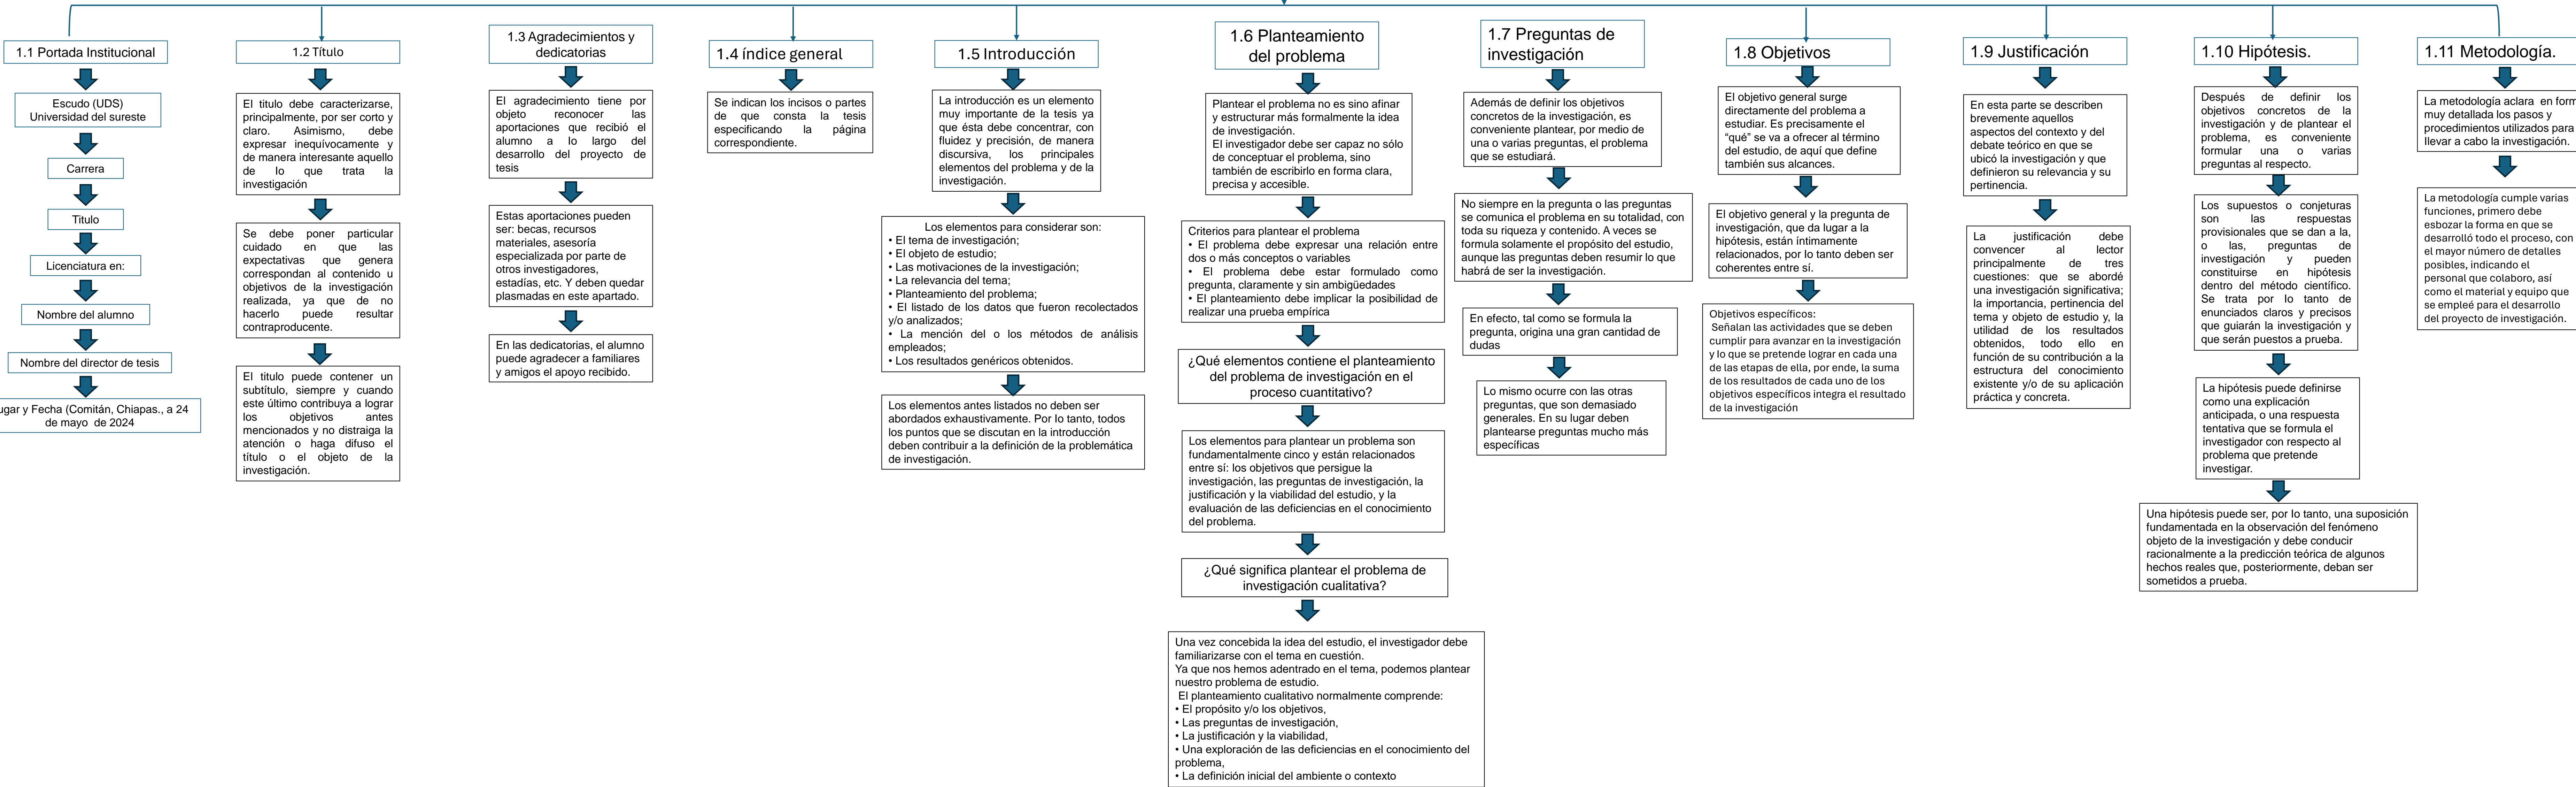 1.1 Portada Institucional
Escudo (UDS)
Universidad del sureste
Carrera
Titulo
Licenciatura en:
Nombre del alumno
Nombre del director de tesis
ugar y Fecha (Comitán, Chiapas., a 24
de mayo de 2024
1.2 Título
El titulo debe caracterizarse,
principalmente, por ser corto y
claro. Asimismo, debe
expresar inequívocamente y
de manera interesante aquello
de lo que trata la
investigación
Se debe poner particular
cuidado en que las
expectativas que genera
correspondan al contenido u
objetivos de la investigación
realizada, ya que de no
hacerlo puede resultar
contraproducente.
El titulo puede contener un
subtítulo, siempre y cuando
este último contribuya a lograr
los objetivos antes
mencionados y no distraiga la
atención o haga difuso el
título o el objeto de la
investigación.
1.3 Agradecimientos y
dedicatorias
El agradecimiento tiene por
objeto reconocer las
aportaciones que recibió el
alumno a lo largo del
desarrollo del proyecto de
tesis
Estas aportaciones pueden
ser: becas, recursos
materiales, asesoría
especializada por parte de
otros investigadores,
estadías, etc. Y deben quedar
plasmadas en este apartado.
En las dedicatorias, el alumno
puede agradecer a familiares
y amigos el apoyo recibido.
1.4 índice general
Se indican los incisos o partes
de que consta la tesis
especificando la página
correspondiente.
1.5 Introducción
La introducción es un elemento
muy importante de la tesis ya
que ésta debe concentrar, con
fluidez y precisión, de manera
discursiva, los principales
elementos del problema y de la
investigación.
Los elementos para considerar son:
• El tema de investigación;
• El objeto de estudio;
• Las motivaciones de la investigación;
• La relevancia del tema;
• Planteamiento del problema;
• El listado de los datos que fueron recolectados
y/o analizados;
• La mención del o los métodos de análisis
empleados;
• Los resultados genéricos obtenidos.
Los elementos antes listados no deben ser
abordados exhaustivamente. Por lo tanto, todos
los puntos que se discutan en la introducción
deben contribuir a la definición de la problemática
de investigación.
1.6 Planteamiento
del problema
Plantear el problema no es sino afinar
y estructurar más formalmente la idea
de investigación.
El investigador debe ser capaz no sólo
de conceptuar el problema, sino
también de escribirlo en forma clara,
precisa y accesible.
Criterios para plantear el problema
• El problema debe expresar una relación entre
dos o más conceptos o variables
• El problema debe estar formulado como
pregunta, claramente y sin ambigüedades
• El planteamiento debe implicar la posibilidad de
realizar una prueba empírica
¿Qué elementos contiene el planteamiento
del problema de investigación en el
proceso cuantitativo?
Los elementos para plantear un problema son
fundamentalmente cinco y están relacionados
entre sí: los objetivos que persigue la
investigación, las preguntas de investigación, la
justificación y la viabilidad del estudio, y la
evaluación de las deficiencias en el conocimiento
del problema.
¿Qué significa plantear el problema de
investigación cualitativa?
Una vez concebida la idea del estudio, el investigador debe
familiarizarse con el tema en cuestión.
Ya que nos hemos adentrado en el tema, podemos plantear
nuestro problema de estudio.
El planteamiento cualitativo normalmente comprende:
• El propósito y/o los objetivos,
• Las preguntas de investigación,
• La justificación y la viabilidad,
• Una exploración de las deficiencias en el conocimiento del
problema,
• La definición inicial del ambiente o contexto
1.7 Preguntas de
investigación
Además de definir los objetivos
concretos de la investigación, es
conveniente plantear, por medio de
una o varias preguntas, el problema
que se estudiará.
No siempre en la pregunta o las preguntas
se comunica el problema en su totalidad, con
toda su riqueza y contenido. A veces se
formula solamente el propósito del estudio,
aunque las preguntas deben resumir lo que
habrá de ser la investigación.
En efecto, tal como se formula la
pregunta, origina una gran cantidad de
dudas
Lo mismo ocurre con las otras
preguntas, que son demasiado
generales. En su lugar deben
plantearse preguntas mucho más
específicas
1.8 Objetivos
El objetivo general surge
directamente del problema a
estudiar. Es precisamente el
“qué” se va a ofrecer al término
del estudio, de aquí que define
también sus alcances.
El objetivo general y la pregunta de
investigación, que da lugar a la
hipótesis, están íntimamente
relacionados, por lo tanto deben ser
coherentes entre sí.
Objetivos específicos:
Señalan las actividades que se deben
cumplir para avanzar en la investigación
y lo que se pretende lograr en cada una
de las etapas de ella, por ende, la suma
de los resultados de cada uno de los
objetivos específicos integra el resultado
de la investigación
1.9 Justificación
En esta parte se describen
brevemente aquellos
aspectos del contexto y del
debate teórico en que se
ubicó la investigación y que
definieron su relevancia y su
pertinencia.
La justificación debe
convencer al lector
principalmente de tres
cuestiones: que se abordé
una investigación significativa;
la importancia, pertinencia del
tema y objeto de estudio y, la
utilidad de los resultados
obtenidos, todo ello en
función de su contribución a la
estructura del conocimiento
existente y/o de su aplicación
práctica y concreta.
1.10 Hipótesis.
Después de definir los
objetivos concretos de la
investigación y de plantear el
problema, es conveniente
formular una o varias
preguntas al respecto.
Los supuestos o conjeturas
son las respuestas
provisionales que se dan a la,
o las, preguntas de
investigación y pueden
constituirse en hipótesis
dentro del método científico.
Se trata por lo tanto de
enunciados claros y precisos
que guiarán la investigación y
que serán puestos a prueba.
La hipótesis puede definirse
como una explicación
anticipada, o una respuesta
tentativa que se formula el
investigador con respecto al
problema que pretende
investigar.
Una hipótesis puede ser, por lo tanto, una suposición
fundamentada en la observación del fenómeno
objeto de la investigación y debe conducir
racionalmente a la predicción teórica de algunos
hechos reales que, posteriormente, deban ser
sometidos a prueba.
1.11 Metodología.
La metodología aclara en form
muy detallada los pasos y
procedimientos utilizados para
llevar a cabo la investigación.
La metodología cumple varias
funciones, primero debe
esbozar la forma en que se
desarrolló todo el proceso, con
el mayor número de detalles
posibles, indicando el
personal que colaboro, así
como el material y equipo que
se empleé para el desarrollo
del proyecto de investigación.